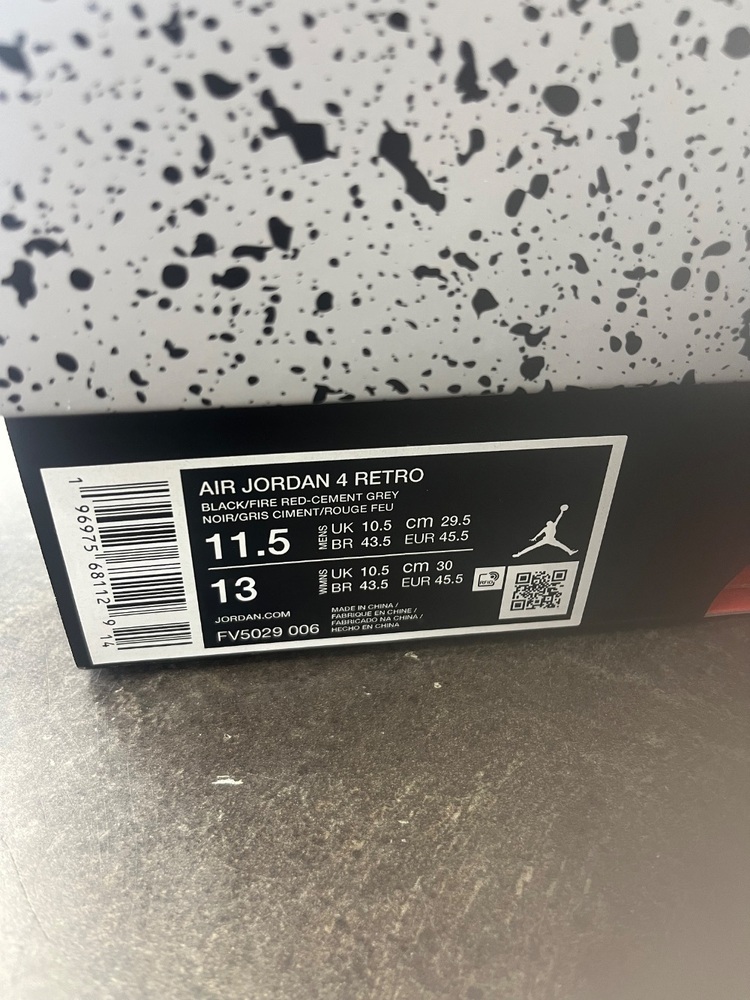 AIR JORDAN 4 RETRO
BLACK/FIRE RED-CEMENT GREY
NOIR/GRIS CIMENT/ROUGE FEU
11.5 MENS UK 10.5 cm 29.5
BR 43.5 EUR 45.5
13 WMNS UK 10.5 cm 30
BR 43.5 EUR 45.5
RFID
JORDAN.COM
FV5029 006
MADE IN CHINA /
FABRIQUÉ EN CHINE /
FABRICADO NA CHINA /
HECHO EN CHINA
1 96975 68112 9 14